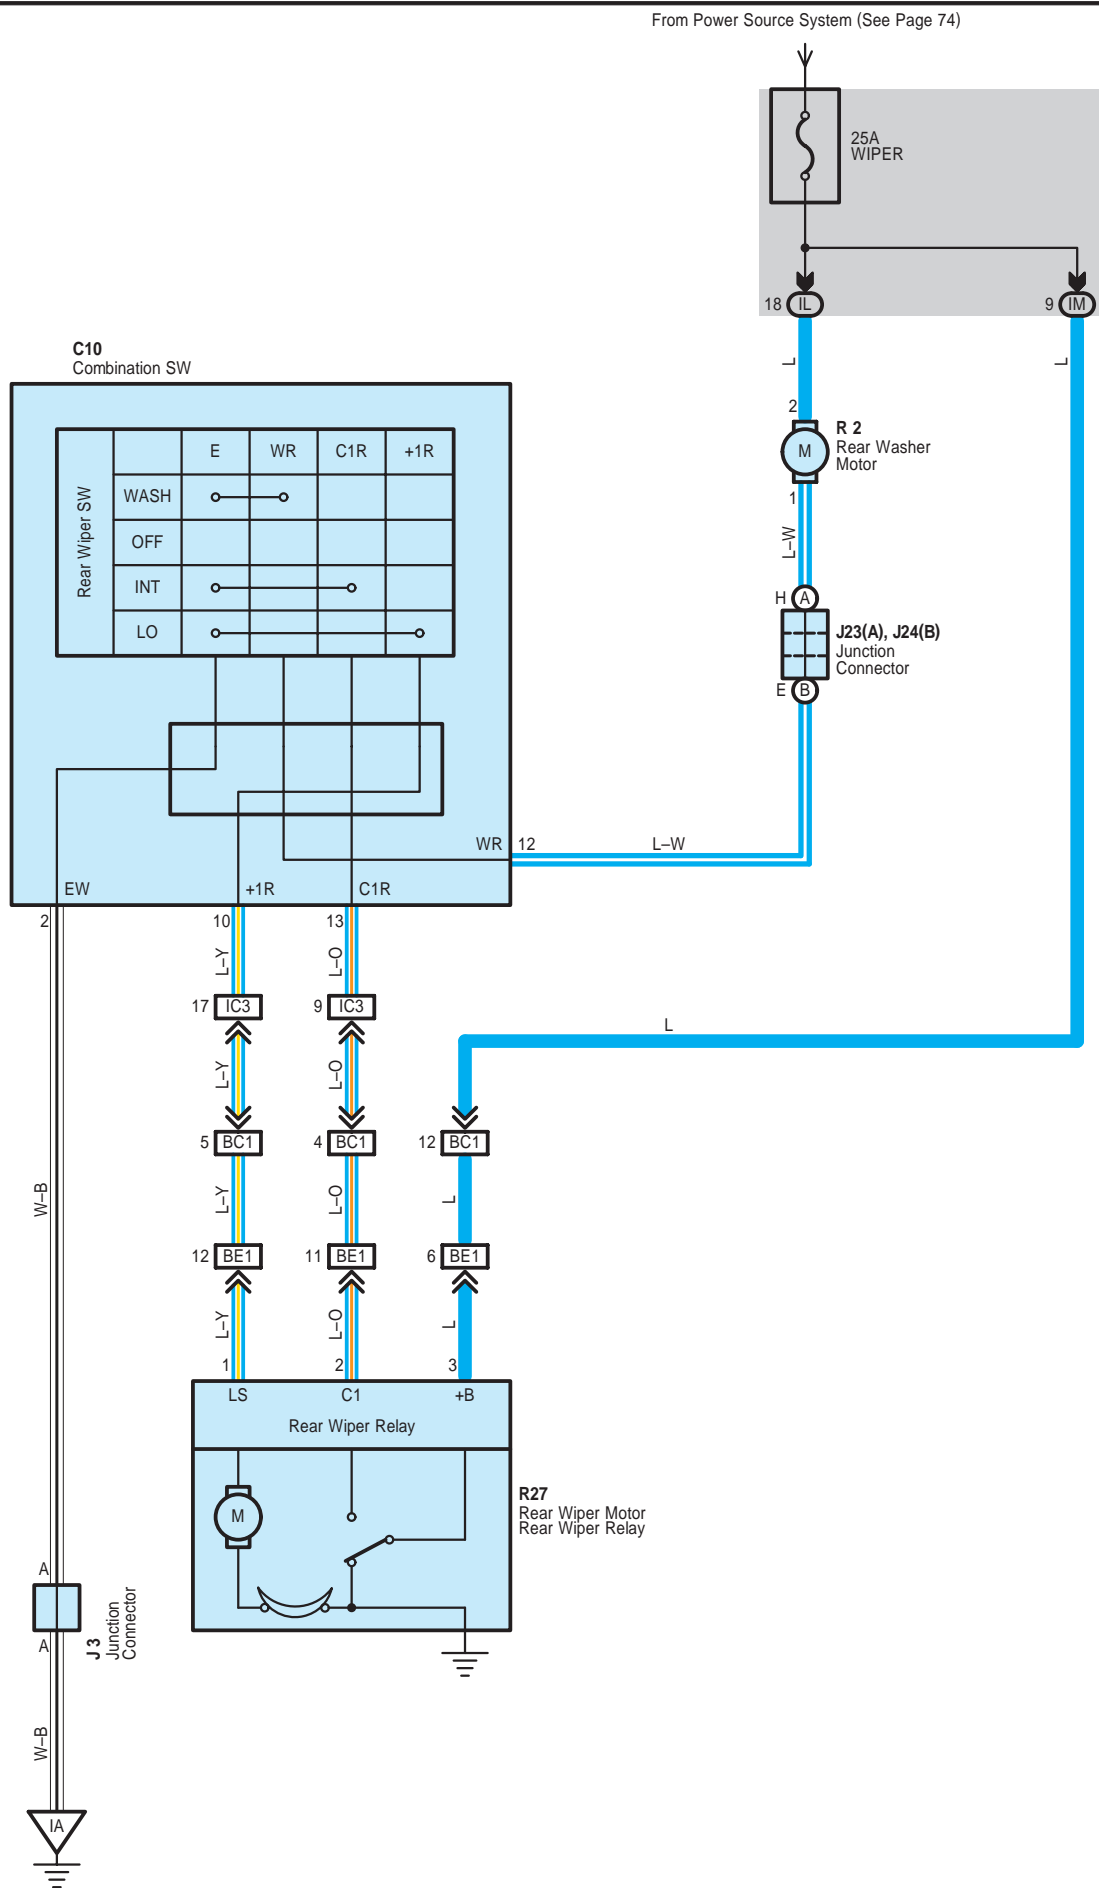 From Power Source System (See Page 74)
25A
WIPER
18 IL
9 IM
C10
Combination SW
L
L
2
R 2
Rear Washer
Motor
M
1
E WR C1R +1R
Rear Wiper SW
WASH
OFF
INT
LO
L–W
H A
J23(A), J24(B)
Junction
Connector
E B
WR 12 L–W
EW +1R C1R
2 10 13
L–Y L–O
17 IC3 9 IC3
L
L–Y L–O
5 BC1 4 BC1 12 BC1
W–B
L–Y L–O L
12 BE1 11 BE1 6 BE1
L–Y L–O L
1 2 3
LS C1 +B
Rear Wiper Relay
R27
Rear Wiper Motor
Rear Wiper Relay
M
A
J 3
Junction
Connector
A
W–B
IA